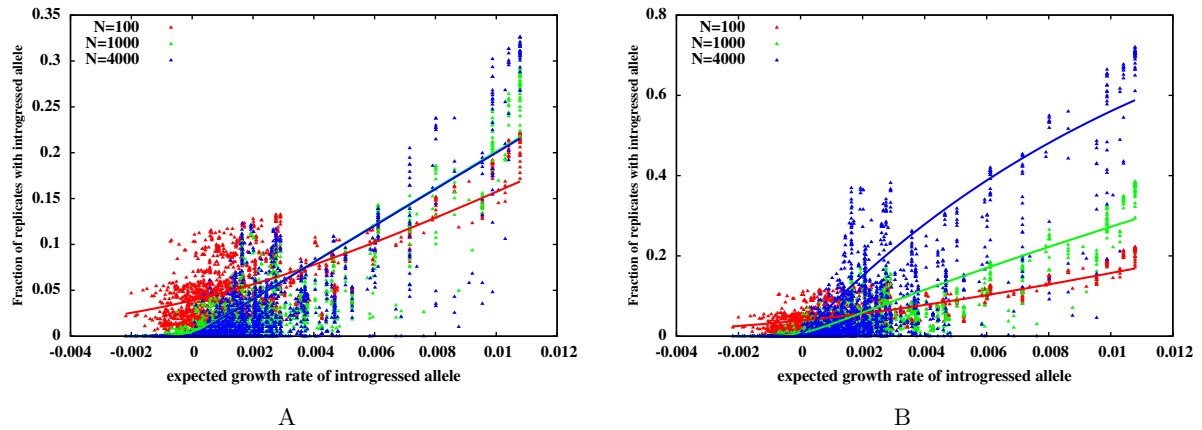 Fraction of replicates with introgressed allele
0.35
0.3
0.25
0.2
0.15
0.1
0.05
0
N=100
N=1000
N=4000
-0.004 -0.002 0 0.002 0.004 0.006 0.008 0.01 0.012
expected growth rate of introgressed allele
A
Fraction of replicates with introgressed allele
0.8
0.6
0.4
0.2
0
N=100
N=1000
N=4000
-0.004 -0.002 0 0.002 0.004 0.006 0.008 0.01 0.012
expected growth rate of introgressed allele
B